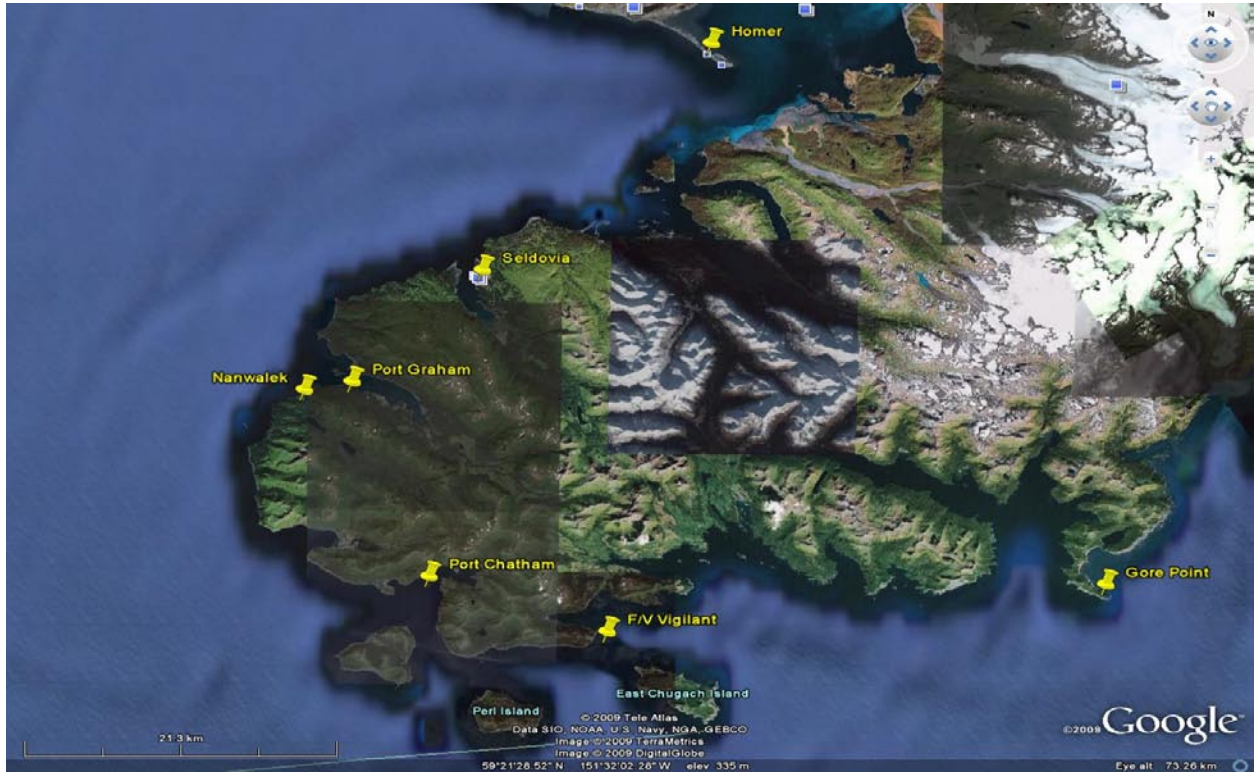 N
Homer
Seldovia
Port Graham
Nanwalek
Port Chatham
Gore Point
F/V Vigilant
East Chugach Island
Perl Island
© 2009 Tele Atlas
Data SIO, NOAA, U.S. Navy, NGA, GEBCO
Image © 2009 TerraMetrics
Image © 2009 DigitalGlobe
©2009 Google™
21.3 km
59°21'28.52" N 151°32'02.28" W elev 335 m
Eye alt 73.26 km